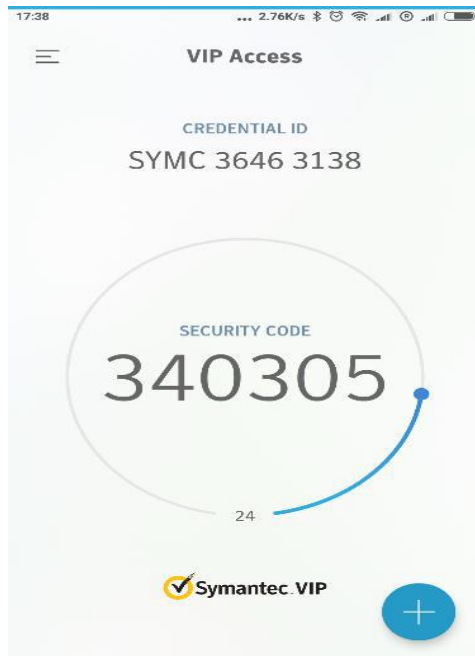 17:38 ... 2.76K/s
VIP Access
CREDENTIAL ID
SYMC 3646 3138
SECURITY CODE
340305
24
Symantec.VIP